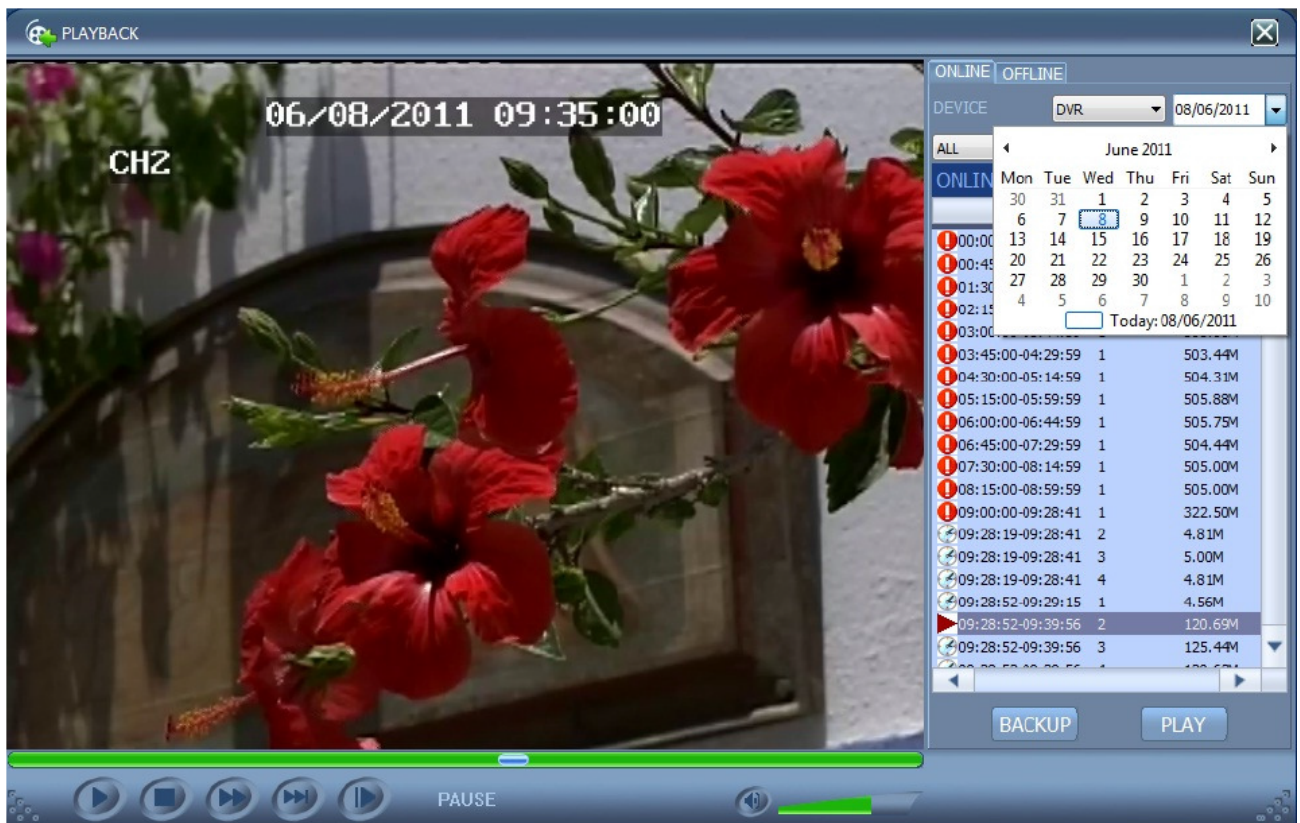 PLAYBACK
06/08/2011 09:35:00
CH2
ONLINE OFFLINE
DEVICE DVR 08/06/2011
ALL
June 2011
Mon Tue Wed Thu Fri Sat Sun
30 31 1 2 3 4 5
6 7 8 9 10 11 12
13 14 15 16 17 18 19
20 21 22 23 24 25 26
27 28 29 30 1 2 3
4 5 6 7 8 9 10
Today: 08/06/2011
03:45:00-04:29:59 1 503.44M
04:30:00-05:14:59 1 504.31M
05:15:00-05:59:59 1 505.88M
06:00:00-06:44:59 1 505.75M
06:45:00-07:29:59 1 504.44M
07:30:00-08:14:59 1 505.00M
08:15:00-08:59:59 1 505.00M
09:00:00-09:28:41 1 322.50M
09:28:19-09:28:41 2 4.81M
09:28:19-09:28:41 3 5.00M
09:28:19-09:28:41 4 4.81M
09:28:52-09:29:15 1 4.56M
09:28:52-09:39:56 2 120.69M
09:28:52-09:39:56 3 125.44M
BACKUP PLAY
PAUSE